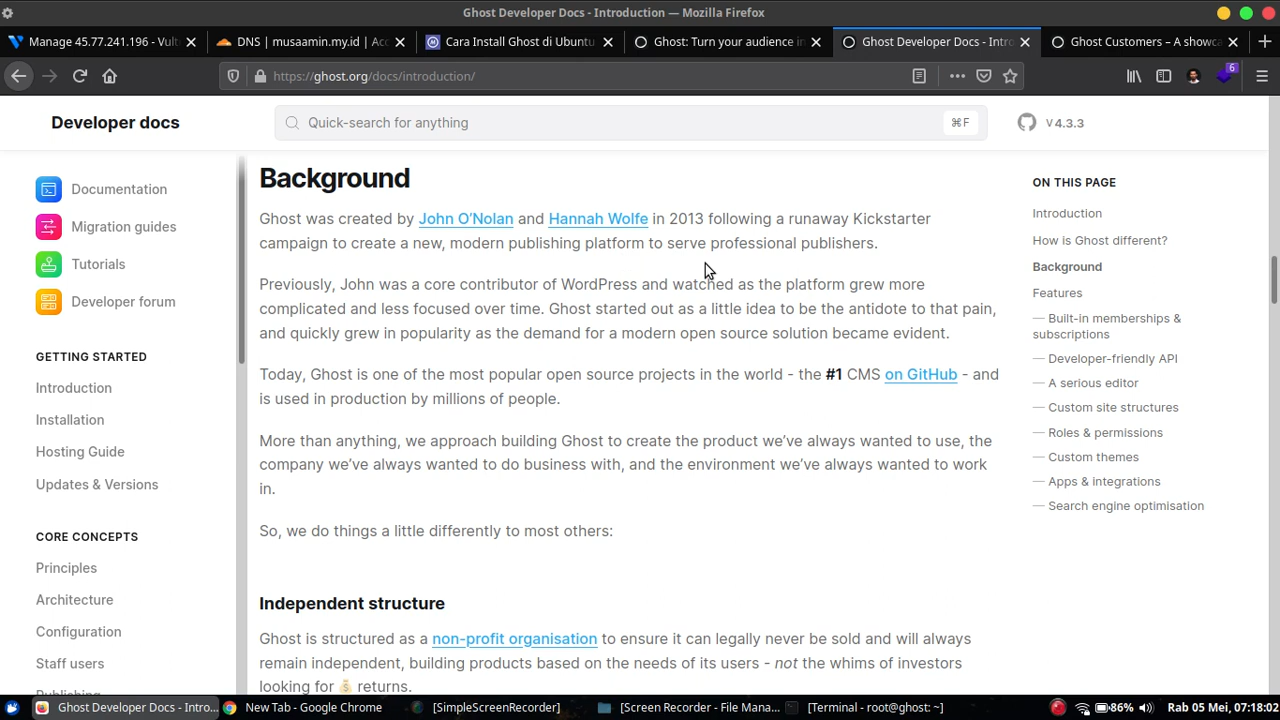 Ghost Developer Docs - Introduction — Mozilla Firefox
Manage 45.77.241.196 - Vult
DNS | musaamin.my.id | Acc
Cara Install Ghost di Ubuntu
Ghost: Turn your audience in
Ghost Developer Docs - Intro
Ghost Customers – A showca
https://ghost.org/docs/introduction/
6
Developer docs
Quick-search for anything
⌘F
V 4.3.3
Documentation
Migration guides
Tutorials
Developer forum
GETTING STARTED
Introduction
Installation
Hosting Guide
Updates & Versions
CORE CONCEPTS
Principles
Architecture
Configuration
Staff users
Publishing
Background
Ghost was created by John O'Nolan and Hannah Wolfe in 2013 following a runaway Kickstarter
campaign to create a new, modern publishing platform to serve professional publishers.
Previously, John was a core contributor of WordPress and watched as the platform grew more
complicated and less focused over time. Ghost started out as a little idea to be the antidote to that pain,
and quickly grew in popularity as the demand for a modern open source solution became evident.
Today, Ghost is one of the most popular open source projects in the world - the #1 CMS on GitHub - and
is used in production by millions of people.
More than anything, we approach building Ghost to create the product we've always wanted to use, the
company we've always wanted to do business with, and the environment we've always wanted to work
in.
So, we do things a little differently to most others:
Independent structure
Ghost is structured as a non-profit organisation to ensure it can legally never be sold and will always
remain independent, building products based on the needs of its users - not the whims of investors
looking for 💰 returns.
ON THIS PAGE
Introduction
How is Ghost different?
Background
Features
— Built-in memberships &
subscriptions
— Developer-friendly API
— A serious editor
— Custom site structures
— Roles & permissions
— Custom themes
— Apps & integrations
— Search engine optimisation
Ghost Developer Docs - Intro...
New Tab - Google Chrome
[SimpleScreenRecorder]
[Screen Recorder - File Mana...
[Terminal - root@ghost: ~]
86%
Rab 05 Mei, 07:18:02